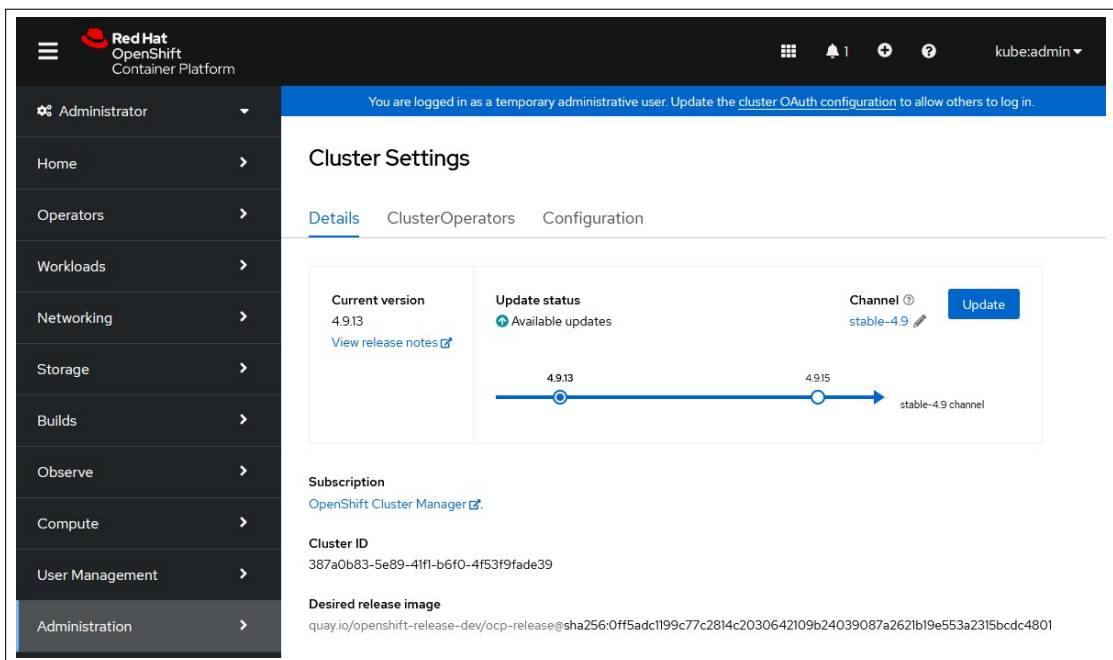 Red Hat
OpenShift
Container Platform
1
kube:admin
Administrator
You are logged in as a temporary administrative user. Update the cluster OAuth configuration to allow others to log in.
Home
Operators
Workloads
Networking
Storage
Builds
Observe
Compute
User Management
Administration
Cluster Settings
Details ClusterOperators Configuration
Current version
4.9.13
View release notes
Update status
Available updates
Channel
stable-4.9
Update
4.9.13 4.9.15
stable-4.9 channel
Subscription
OpenShift Cluster Manager.
Cluster ID
387a0b83-5e89-41f1-b6f0-4f53f9fade39
Desired release image
quay.io/openshift-release-dev/ocp-release@sha256:0ff5adc1199c77c2814c2030642109b24039087a2621b19e553a2315bcdc4801